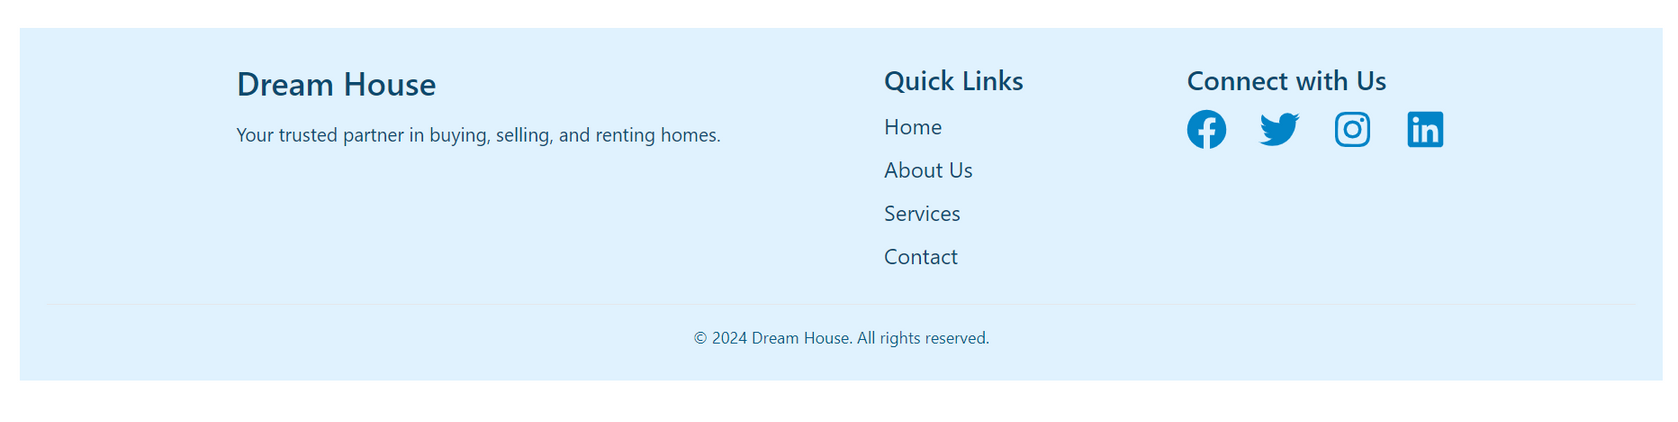 Dream House
Your trusted partner in buying, selling, and renting homes.
Quick Links
Home
About Us
Services
Contact
Connect with Us
© 2024 Dream House. All rights reserved.